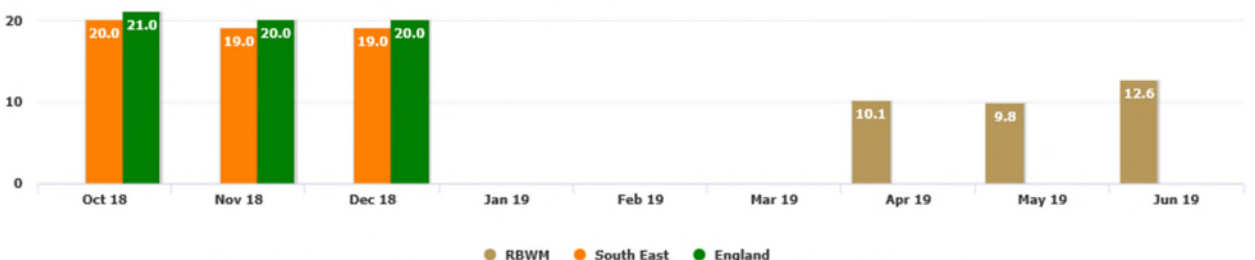 20
20.0 21.0 19.0 20.0 19.0 20.0
10
10.1 9.8 12.6
0
Oct 18 Nov 18 Dec 18 Jan 19 Feb 19 Mar 19 Apr 19 May 19 Jun 19
RBWM South East England